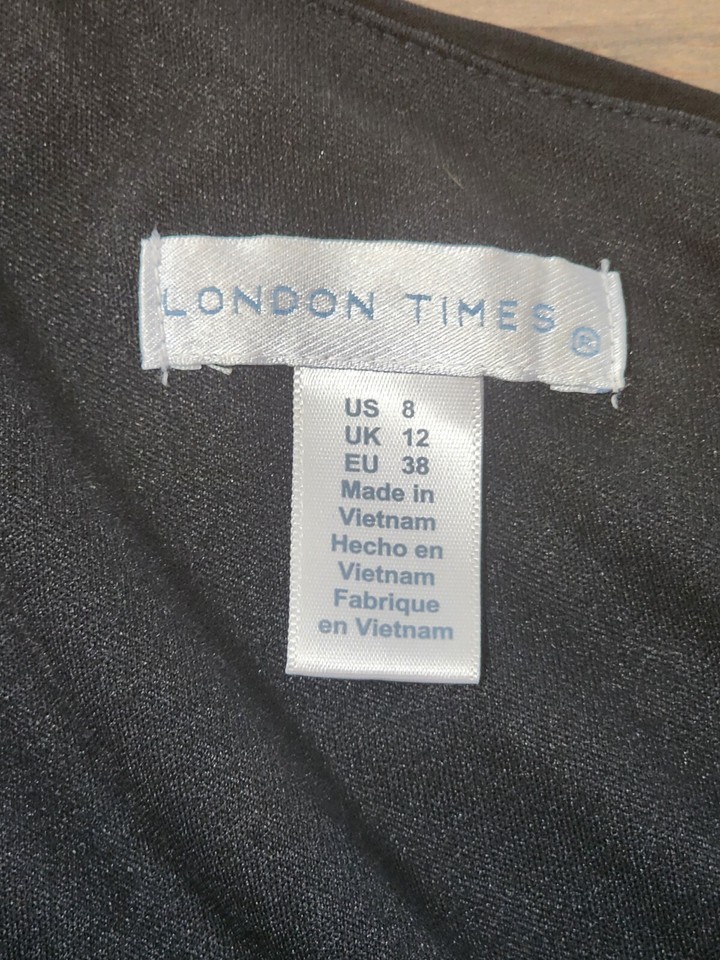 LONDON TIMES ®
US 8
UK 12
EU 38
Made in
Vietnam
Hecho en
Vietnam
Fabrique
en Vietnam